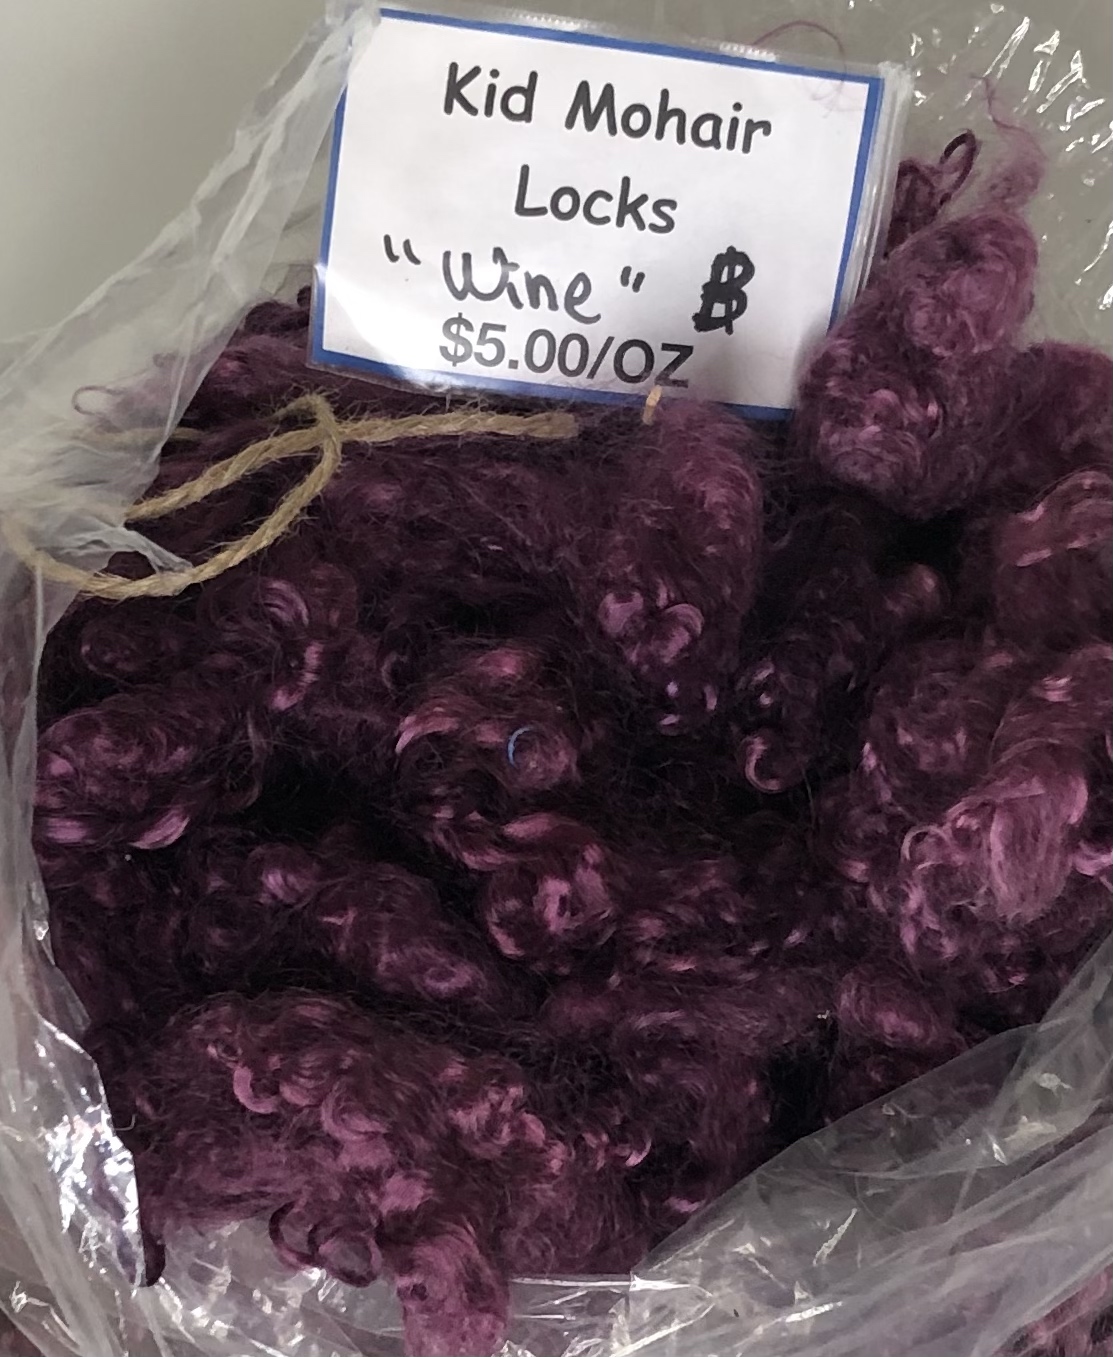 Kid Mohair
Locks
"Wine" B
$5.00/OZ